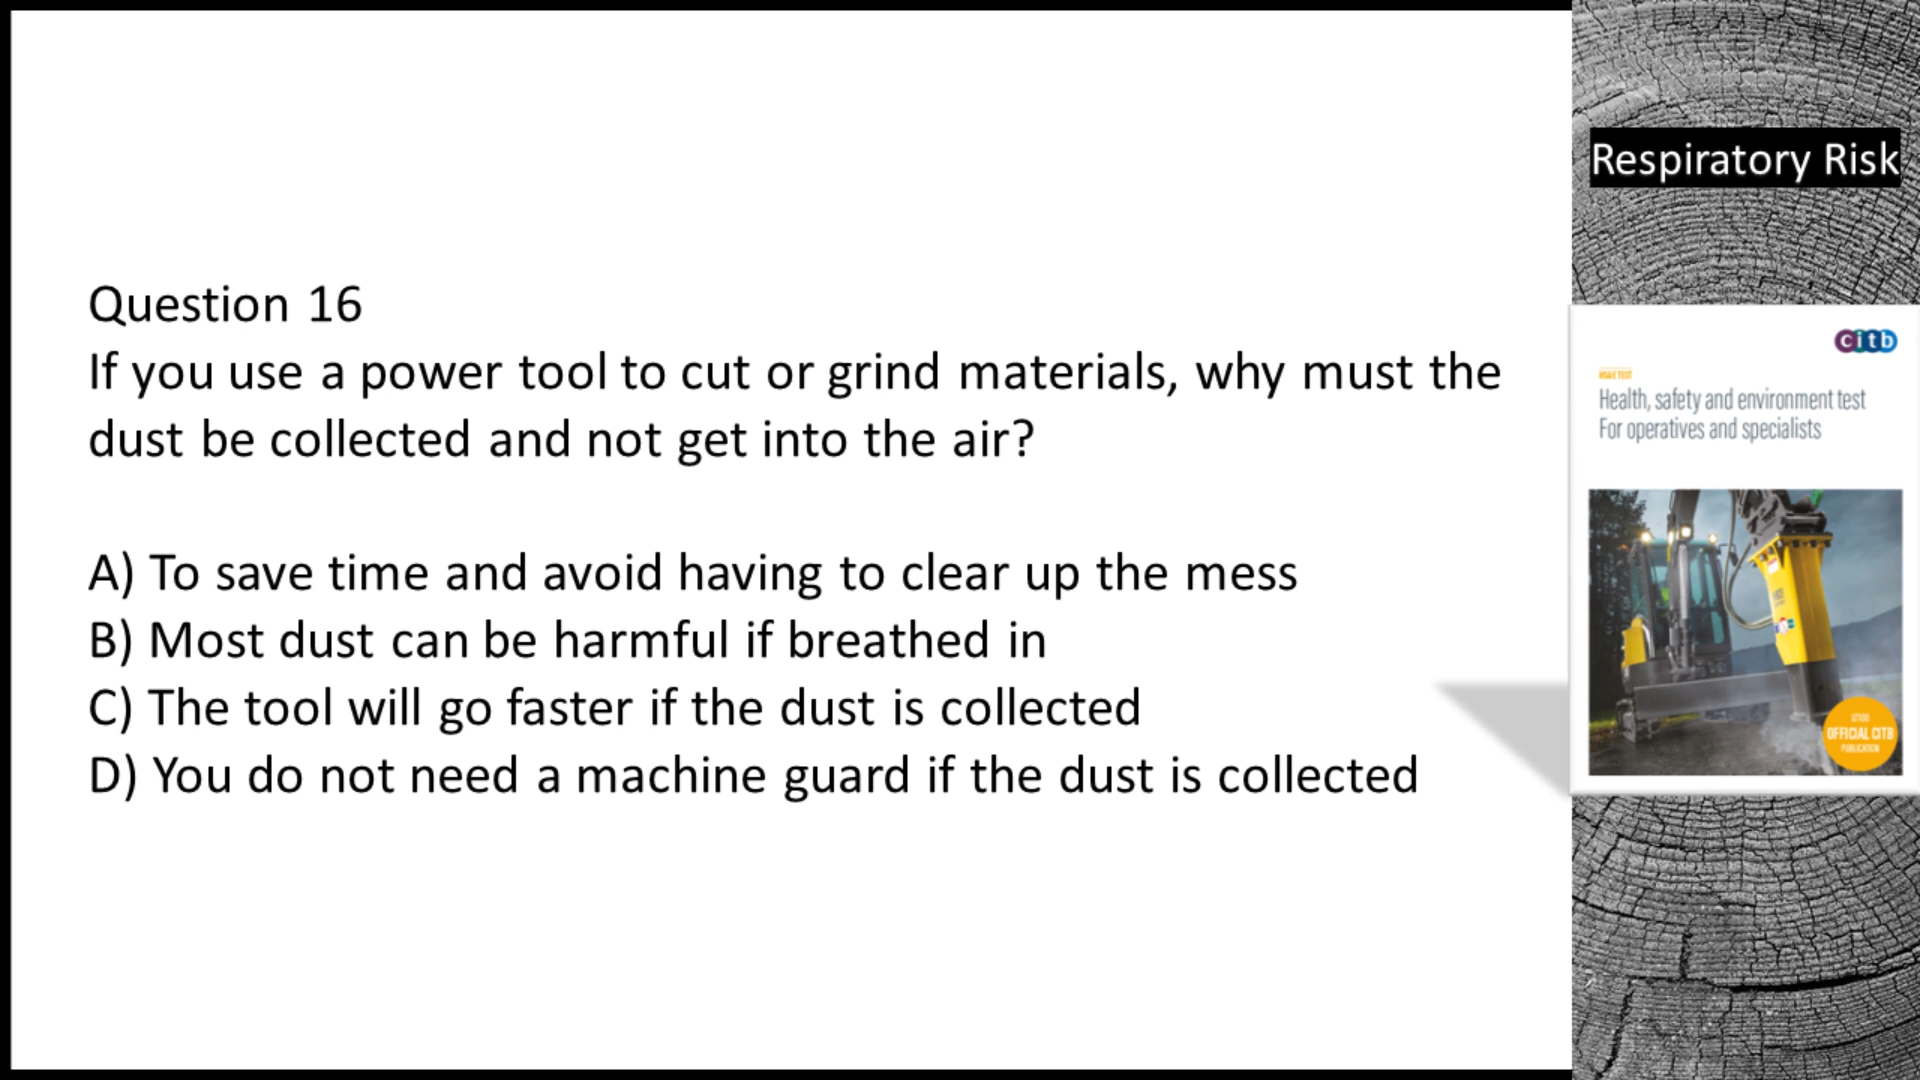 Question 16
If you use a power tool to cut or grind materials, why must the
dust be collected and not get into the air?
A) To save time and avoid having to clear up the mess
B) Most dust can be harmful if breathed in
C) The tool will go faster if the dust is collected
D) You do not need a machine guard if the dust is collected
Respiratory Risk
citb
HS&E TEST
Health, safety and environment test
For operatives and specialists
OFFICIAL CITB
PUBLICATION